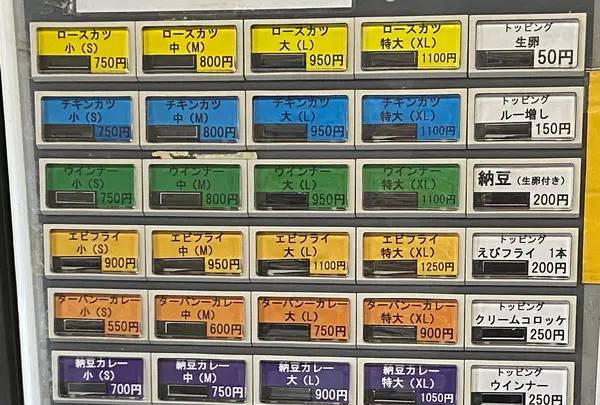 ロースカツ
小（S）
750円
ロースカツ
中（M）
800円
ロースカツ
大（L）
950円
ロースカツ
特大（XL）
1100円
トッピング
生卵
50円
チキンカツ
小（S）
750円
チキンカツ
中（M）
800円
チキンカツ
大（L）
950円
チキンカツ
特大（XL）
1100円
トッピング
ルー増し
150円
ウインナー
小（S）
750円
ウインナー
中（M）
800円
ウインナー
大（L）
950円
ウインナー
特大（XL）
1100円
納豆（生卵付き）
200円
エビフライ
小（S）
900円
エビフライ
中（M）
950円
エビフライ
大（L）
1100円
エビフライ
特大（XL）
1250円
トッピング
えびフライ 1本
200円
ターバンカレー
小（S）
550円
ターバンカレー
中（M）
600円
ターバンカレー
大（L）
750円
ターバンカレー
特大（XL）
900円
トッピング
クリームコロッケ
250円
納豆カレー
小（S）
700円
納豆カレー
中（M）
750円
納豆カレー
大（L）
900円
納豆カレー
特大（XL）
1050円
トッピング
ウインナー
250円